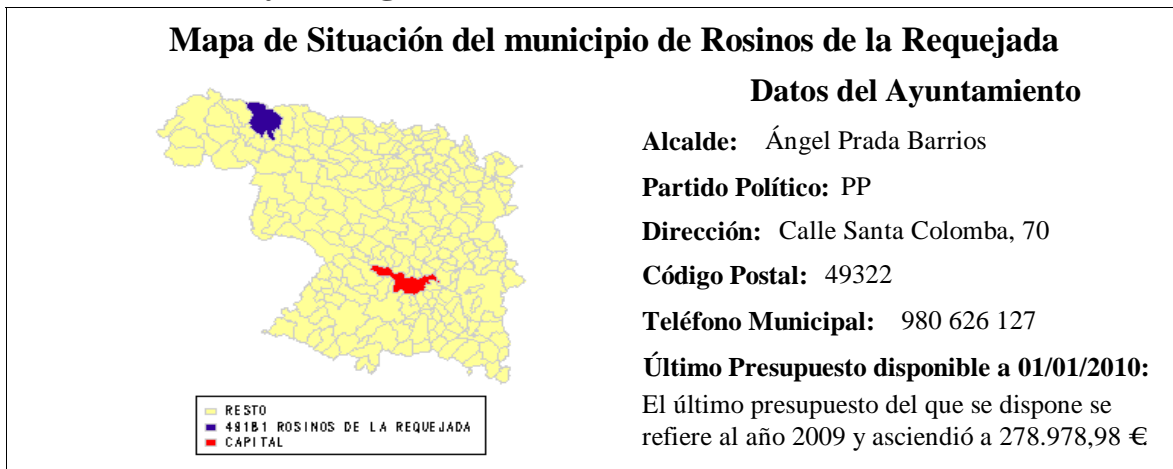 Mapa de Situación del municipio de Rosinos de la Requejada
Datos del Ayuntamiento
Alcalde: Ángel Prada Barrios
Partido Político: PP
Dirección: Calle Santa Colomba, 70
Código Postal: 49322
Teléfono Municipal: 980 626 127
Último Presupuesto disponible a 01/01/2010:
El último presupuesto del que se dispone se
refiere al año 2009 y asciendió a 278.978,98 €
RESTO
49181 ROSINOS DE LA REQUEJADA
CAPITAL